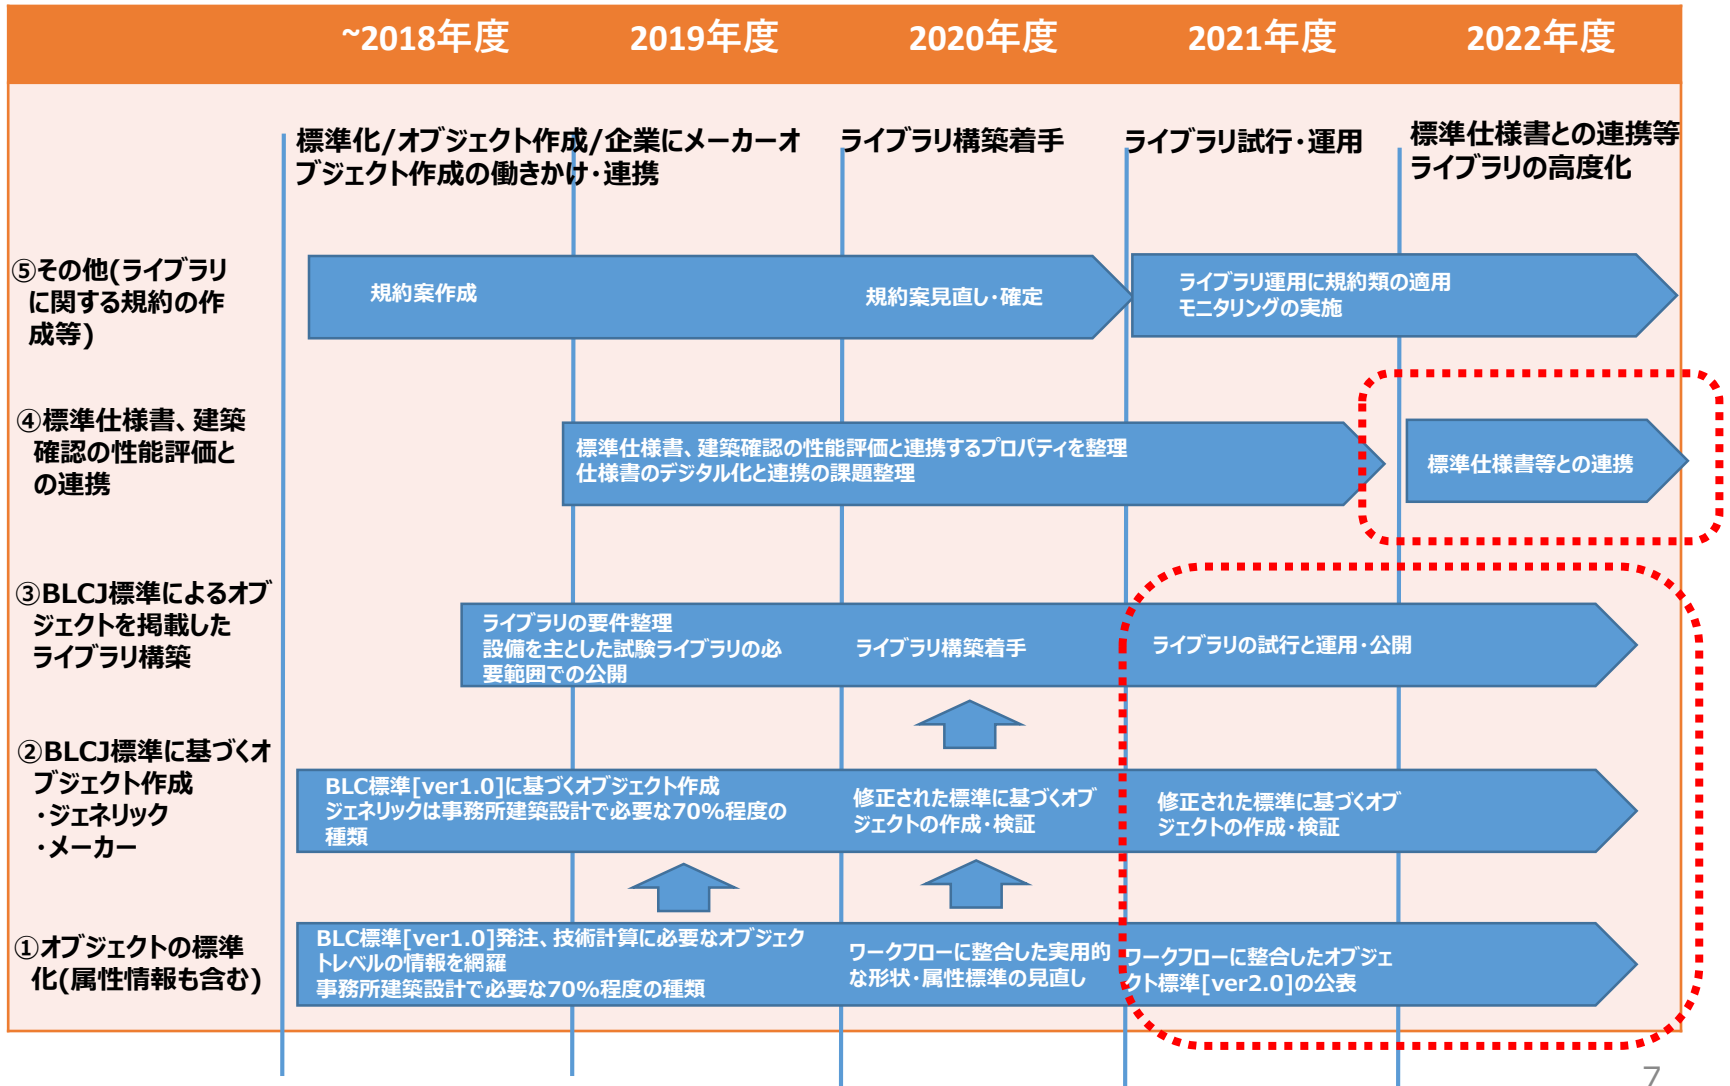 ~2018年度
2019年度
2020年度
2021年度
2022年度
標準化/オブジェクト作成/企業にメーカーオ
ブジェクト作成の働きかけ・連携
ライブラリ構築着手
ライブラリ試行・運用
標準仕様書との連携等
ライブラリの高度化
⑤その他(ライブラリ
に関する規約の作
成等)
規約案作成
規約案見直し・確定
ライブラリ運用に規約類の適用
モニタリングの実施
④標準仕様書、建築
確認の性能評価と
の連携
標準仕様書、建築確認の性能評価と連携するプロパティを整理
仕様書のデジタル化と連携の課題整理
標準仕様書等との連携
③BLCJ標準によるオブ
ジェクトを掲載した
ライブラリ構築
ライブラリの要件整理
設備を主とした試験ライブラリの必
要範囲での公開
ライブラリ構築着手
ライブラリの試行と運用・公開
②BLCJ標準に基づくオ
ブジェクト作成
・ジェネリック
・メーカー
BLC標準[ver1.0]に基づくオブジェクト作成
ジェネリックは事務所建築設計で必要な70%程度の
種類
修正された標準に基づくオブ
ジェクトの作成・検証
修正された標準に基づくオブ
ジェクトの作成・検証
①オブジェクトの標準
化(属性情報も含む)
BLC標準[ver1.0]発注、技術計算に必要なオブジェク
トレベルの情報を網羅
事務所建築設計で必要な70%程度の種類
ワークフローに整合した実用的
な形状・属性標準の見直し
ワークフローに整合したオブジェ
クト標準[ver2.0]の公表
7